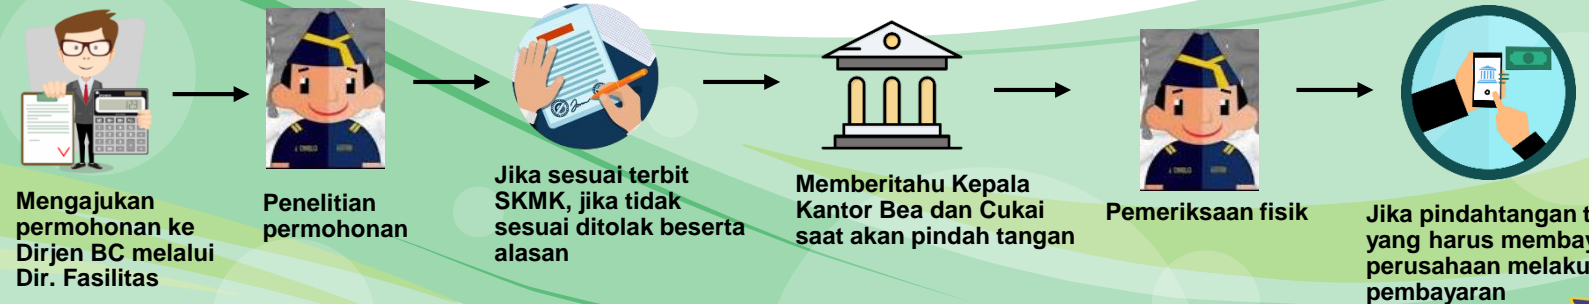 Mengajukan
permohonan ke
Dirjen BC melalui
Dir. Fasilitas
Penelitian
permohonan
Jika sesuai terbit
SKMK, jika tidak
sesuai ditolak beserta
alasan
Memberitahu Kepala
Kantor Bea dan Cukai
saat akan pindah tangan
Pemeriksaan fisik
Jika pindahtangan
yang harus
perusahaan
pembayaran